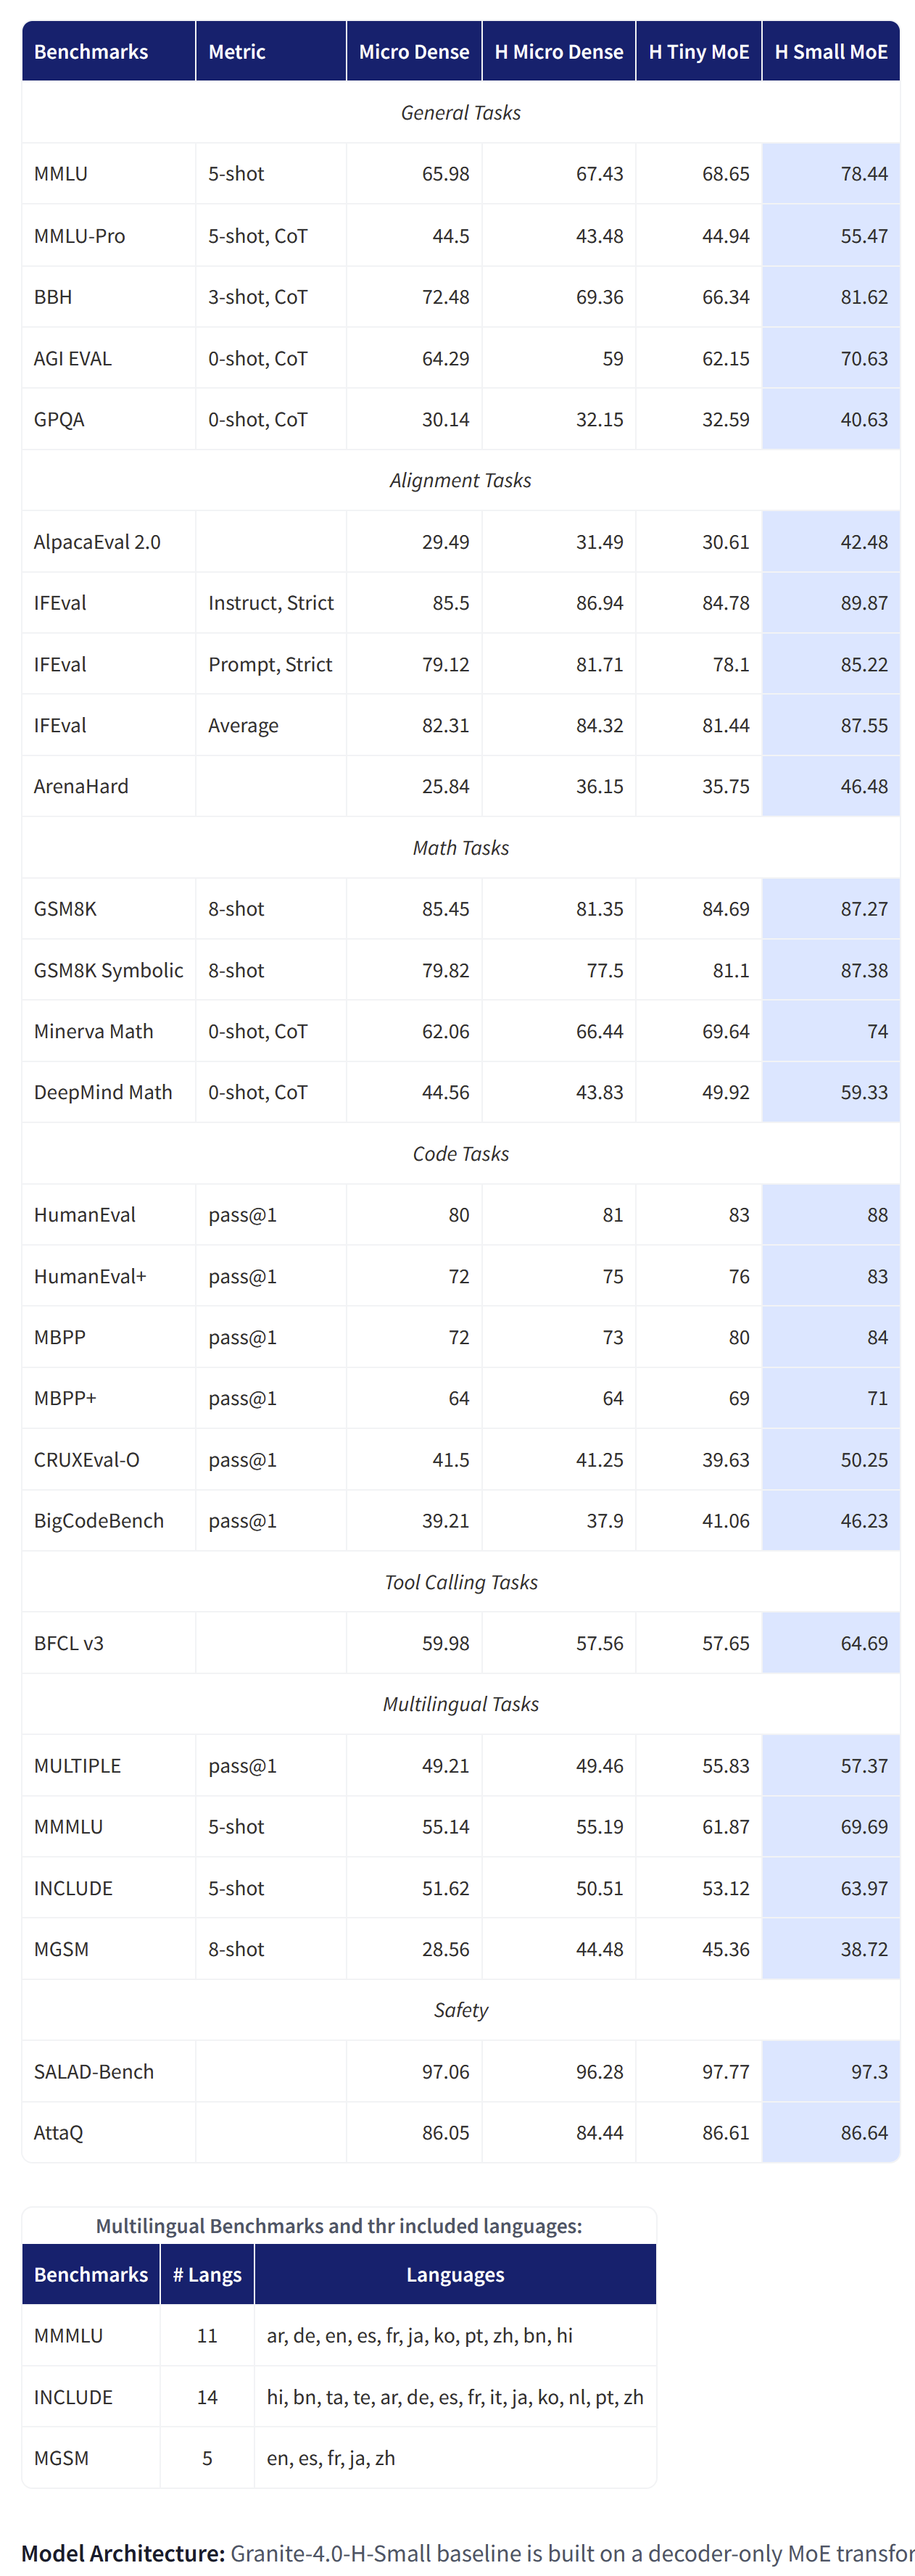 Benchmarks Metric Micro Dense H Micro Dense H Tiny MoE H Small MoE
General Tasks
MMLU 5-shot 65.98 67.43 68.65 78.44
MMLU-Pro 5-shot, CoT 44.5 43.48 44.94 55.47
BBH 3-shot, CoT 72.48 69.36 66.34 81.62
AGI EVAL 0-shot, CoT 64.29 59 62.15 70.63
GPQA 0-shot, CoT 30.14 32.15 32.59 40.63
Alignment Tasks
AlpacaEval 2.0 29.49 31.49 30.61 42.48
IFEval Instruct, Strict 85.5 86.94 84.78 89.87
IFEval Prompt, Strict 79.12 81.71 78.1 85.22
IFEval Average 82.31 84.32 81.44 87.55
ArenaHard 25.84 36.15 35.75 46.48
Math Tasks
GSM8K 8-shot 85.45 81.35 84.69 87.27
GSM8K Symbolic 8-shot 79.82 77.5 81.1 87.38
Minerva Math 0-shot, CoT 62.06 66.44 69.64 74
DeepMind Math 0-shot, CoT 44.56 43.83 49.92 59.33
Code Tasks
HumanEval pass@1 80 81 83 88
HumanEval+ pass@1 72 75 76 83
MBPP pass@1 72 73 80 84
MBPP+ pass@1 64 64 69 71
CRUXEval-O pass@1 41.5 41.25 39.63 50.25
BigCodeBench pass@1 39.21 37.9 41.06 46.23
Tool Calling Tasks
BFCL v3 59.98 57.56 57.65 64.69
Multilingual Tasks
MULTIPLE pass@1 49.21 49.46 55.83 57.37
MMMLU 5-shot 55.14 55.19 61.87 69.69
INCLUDE 5-shot 51.62 50.51 53.12 63.97
MGSM 8-shot 28.56 44.48 45.36 38.72
Safety
SALAD-Bench 97.06 96.28 97.77 97.3
AttaQ 86.05 84.44 86.61 86.64
Multilingual Benchmarks and thr included languages:
Benchmarks # Langs Languages
MMMLU 11 ar, de, en, es, fr, ja, ko, pt, zh, bn, hi
INCLUDE 14 hi, bn, ta, te, ar, de, es, fr, it, ja, ko, nl, pt, zh
MGSM 5 en, es, fr, ja, zh
Model Architecture: Granite-4.0-H-Small baseline is built on a decoder-only MoE transfor